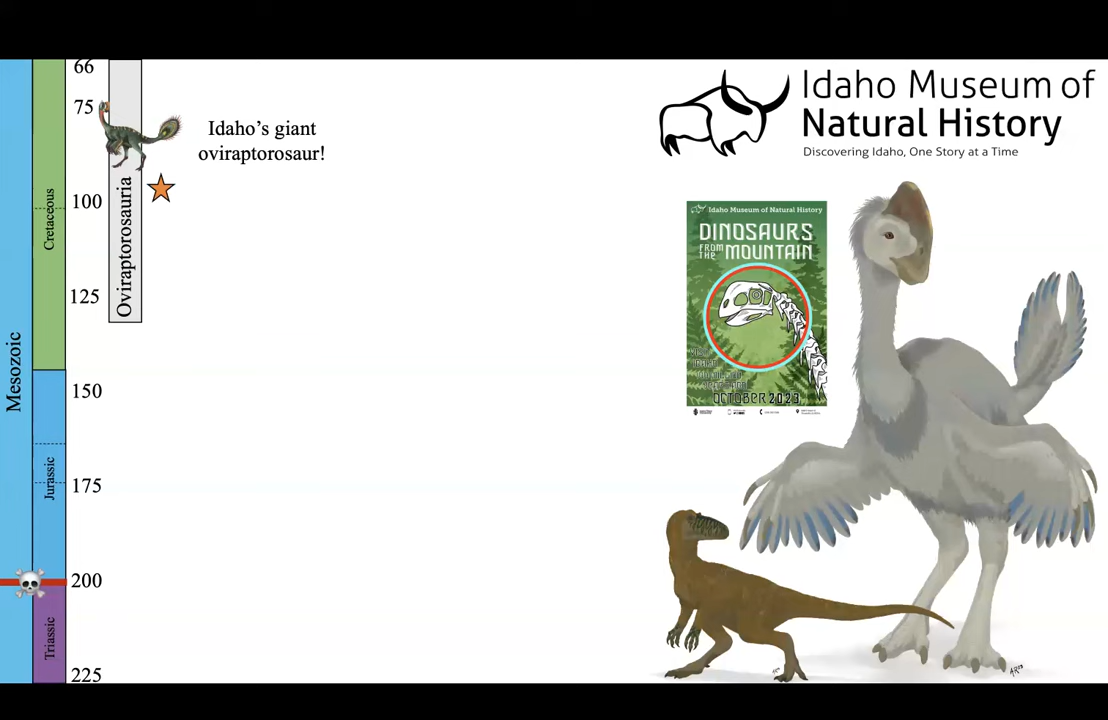 66
75
100
125
150
175
200
225
Mesozoic
Cretaceous
Jurassic
Triassic
Oviraptorosauria
Idaho's giant
oviraptorosaur!
Idaho Museum of
Natural History
Discovering Idaho, One Story at a Time
Idaho Museum of Natural History
DINOSAURS
FROM THE MOUNTAIN
OCTOBER 2023